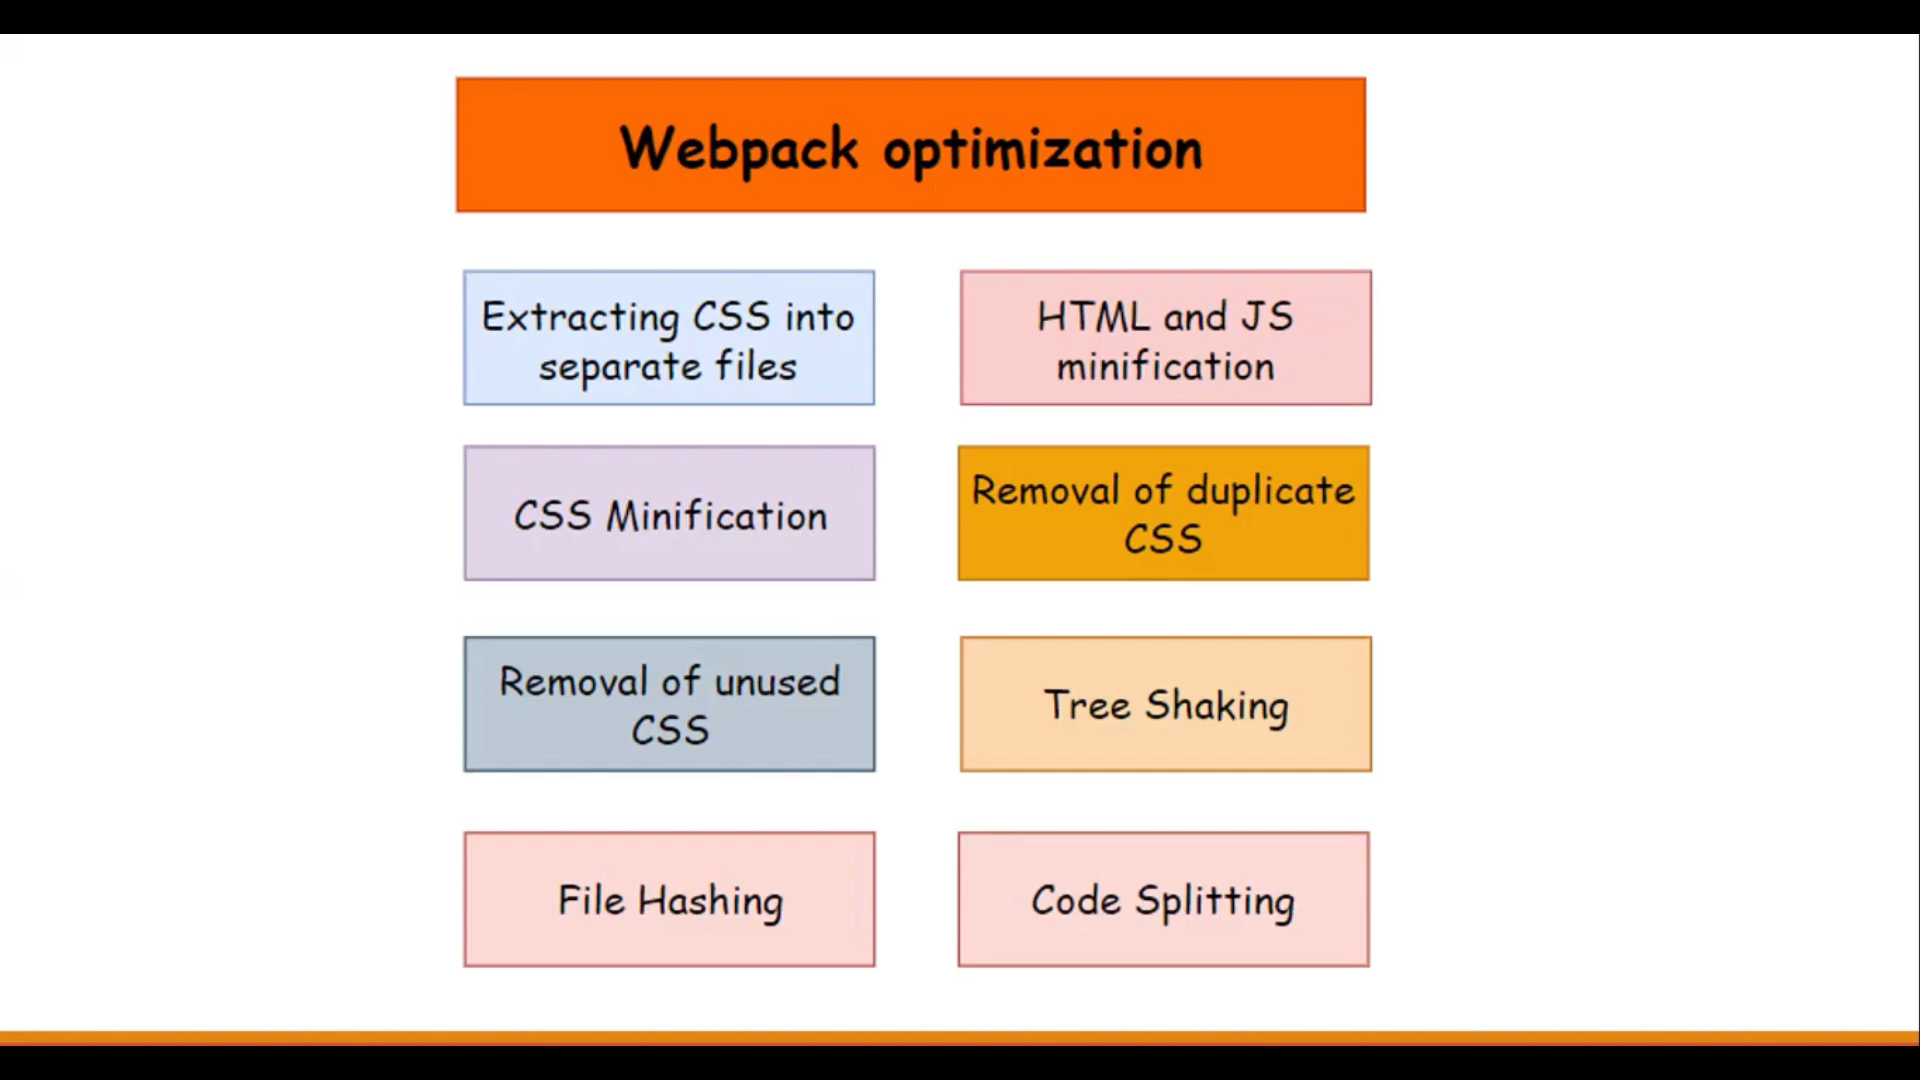 Webpack optimization
Extracting CSS into
separate files
HTML and JS
minification
CSS Minification
Removal of duplicate
CSS
Removal of unused
CSS
Tree Shaking
File Hashing
Code Splitting